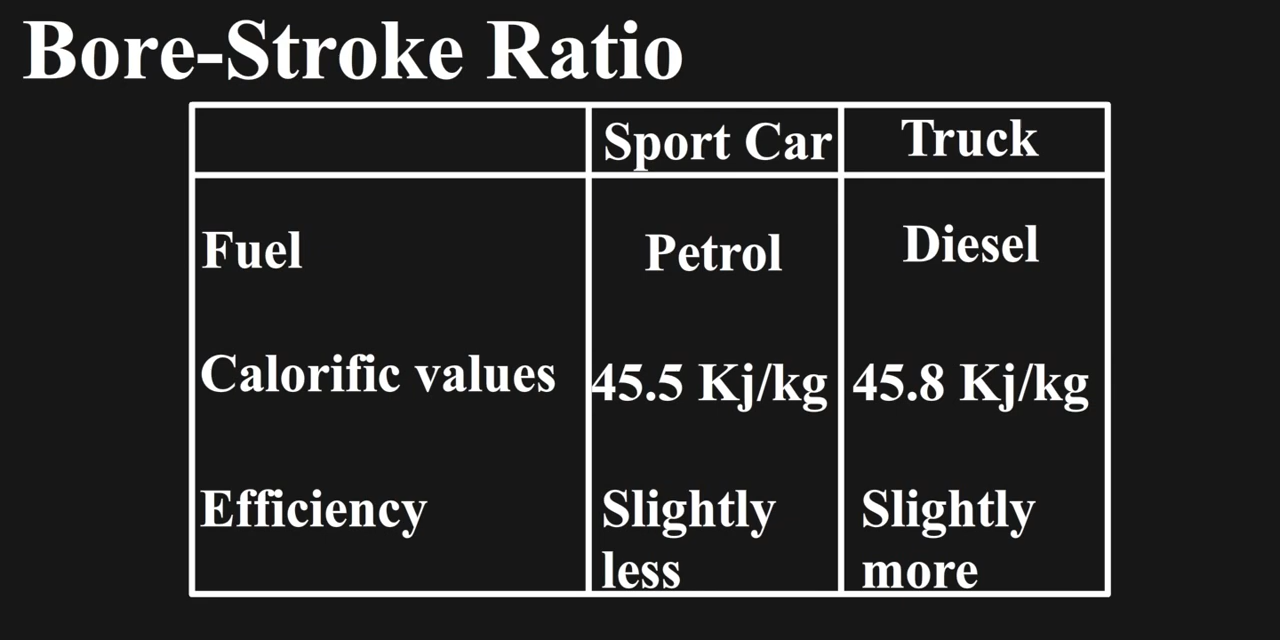 Bore-Stroke Ratio
Sport Car Truck
Fuel Petrol Diesel
Calorific values 45.5 Kj/kg 45.8 Kj/kg
Efficiency Slightly Slightly
less more